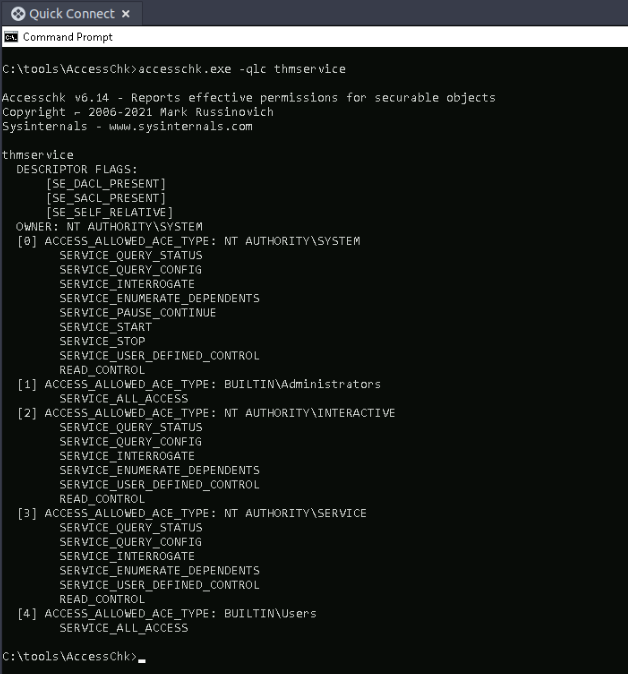 Quick Connect ×
Command Prompt
C:\tools\AccessChk>accesschk.exe -qlc thmservice
Accesschk v6.14 - Reports effective permissions for securable objects
Copyright ⌐ 2006-2021 Mark Russinovich
Sysinternals - www.sysinternals.com
thmservice
DESCRIPTOR FLAGS:
[SE_DACL_PRESENT]
[SE_SACL_PRESENT]
[SE_SELF_RELATIVE]
OWNER: NT AUTHORITY\SYSTEM
[0] ACCESS_ALLOWED_ACE_TYPE: NT AUTHORITY\SYSTEM
SERVICE_QUERY_STATUS
SERVICE_QUERY_CONFIG
SERVICE_INTERROGATE
SERVICE_ENUMERATE_DEPENDENTS
SERVICE_PAUSE_CONTINUE
SERVICE_START
SERVICE_STOP
SERVICE_USER_DEFINED_CONTROL
READ_CONTROL
[1] ACCESS_ALLOWED_ACE_TYPE: BUILTIN\Administrators
SERVICE_ALL_ACCESS
[2] ACCESS_ALLOWED_ACE_TYPE: NT AUTHORITY\INTERACTIVE
SERVICE_QUERY_STATUS
SERVICE_QUERY_CONFIG
SERVICE_INTERROGATE
SERVICE_ENUMERATE_DEPENDENTS
SERVICE_USER_DEFINED_CONTROL
READ_CONTROL
[3] ACCESS_ALLOWED_ACE_TYPE: NT AUTHORITY\SERVICE
SERVICE_QUERY_STATUS
SERVICE_QUERY_CONFIG
SERVICE_INTERROGATE
SERVICE_ENUMERATE_DEPENDENTS
SERVICE_USER_DEFINED_CONTROL
READ_CONTROL
[4] ACCESS_ALLOWED_ACE_TYPE: BUILTIN\Users
SERVICE_ALL_ACCESS
C:\tools\AccessChk>